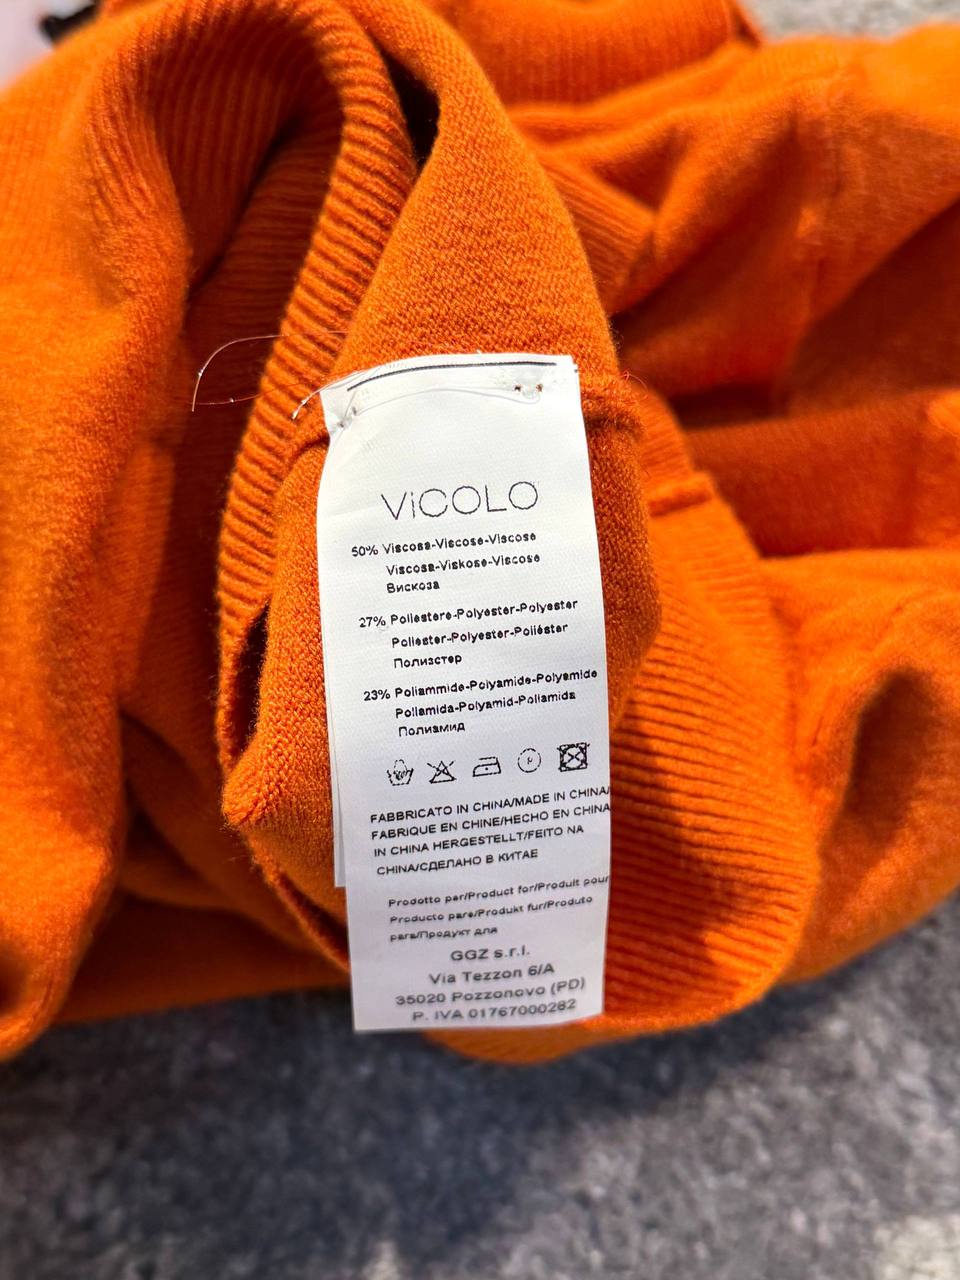 ViCOLO
50% Viscosa-Viscose-Viscose
Viscosa-Viskose-Viscose
Вискоза
27% Poliestere-Polyester-Polyester
Poliester-Polyester-Poliéster
Полиэстер
23% Poliammide-Polyamide-Polyamide
Poliamida-Polyamid-Poliamida
Полиамид
P
FABBRICATO IN CHINA/MADE IN CHINA/
FABRIQUE EN CHINE/HECHO EN CHINA
IN CHINA HERGESTELLT/FEITO NA
CHINA/СДЕЛАНО В КИТАЕ
Prodotto per/Product for/Produit pour
Producto para/Produkt fur/Produto
para/Продукт для
GGZ s.r.l.
Via Tezzon 6/A
35020 Pozzonovo (PD)
P. IVA 01767000282